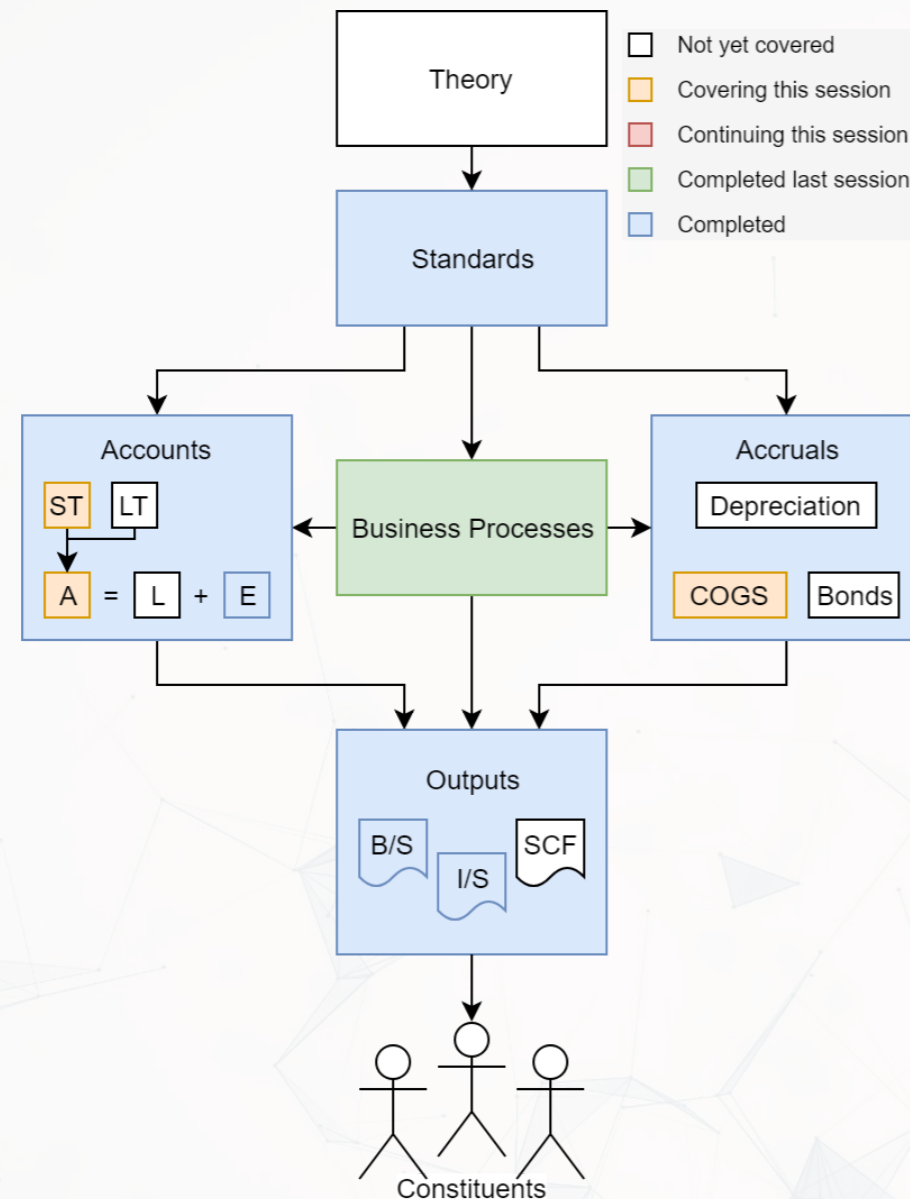 Theory
Not yet covered
Covering this session
Continuing this session
Completed last session
Completed
Standards
Accounts
ST LT
A = L + E
Business Processes
Accruals
Depreciation
COGS Bonds
Outputs
B/S
I/S
SCF
Constituents